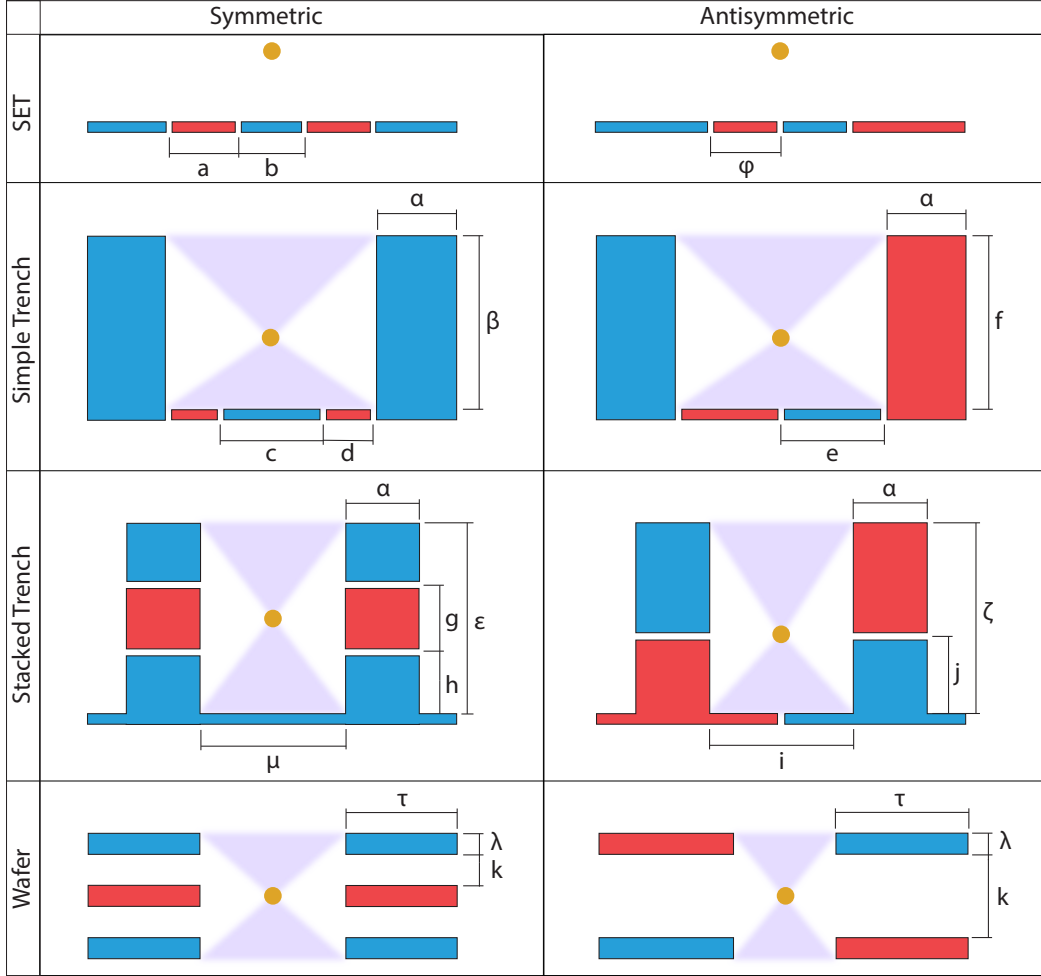 Symmetric
Antisymmetric
SET
a
b
φ
Simple Trench
α
β
c
d
α
f
e
Stacked Trench
α
g
ε
h
μ
α
ζ
j
i
Wafer
τ
λ
k
τ
λ
k